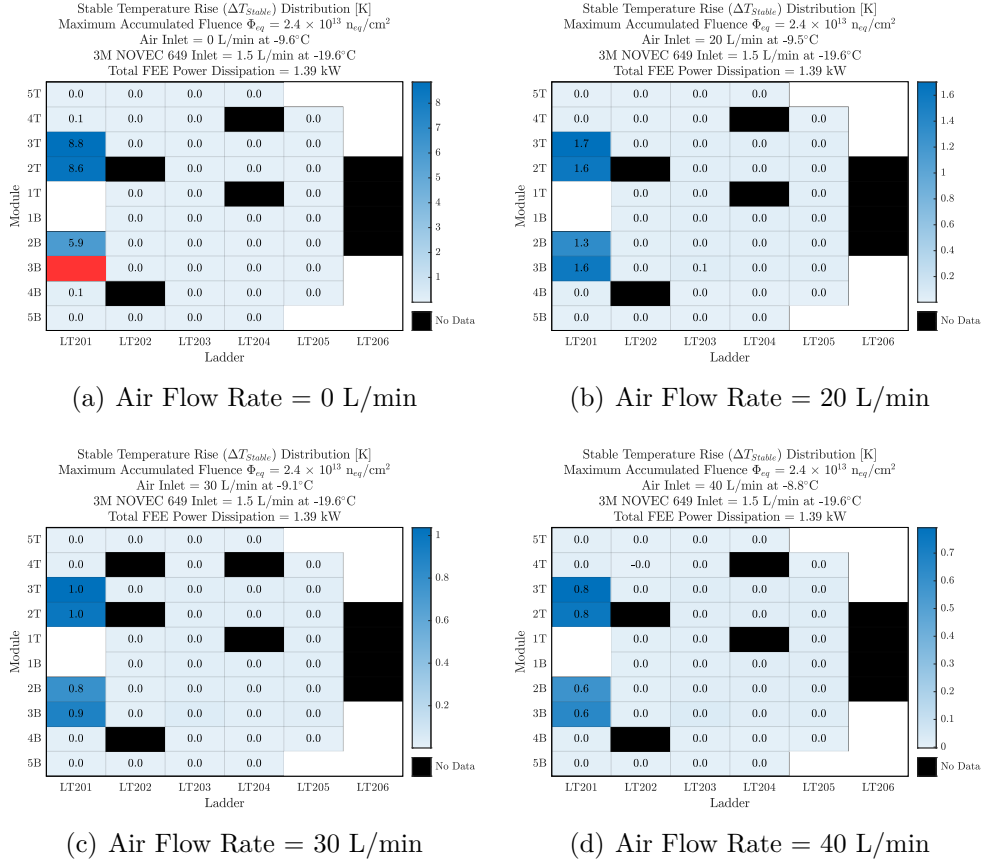 Stable Temperature Rise (ΔT_Stable) Distribution [K]
Maximum Accumulated Fluence Φ_eq = 2.4 × 10^13 n_eq/cm^2
Air Inlet = 0 L/min at -9.6°C
3M NOVEC 649 Inlet = 1.5 L/min at -19.6°C
Total FEE Power Dissipation = 1.39 kW
5T 0.0 0.0 0.0 0.0
4T 0.1 0.0 0.0 0.0
3T 8.8 0.0 0.0 0.0 0.0
2T 8.6 0.0 0.0 0.0
1T 0.0 0.0 0.0
1B 0.0 0.0 0.0 0.0
2B 5.9 0.0 0.0 0.0 0.0
3B 0.0 0.0 0.0 0.0
4B 0.1 0.0 0.0 0.0
5B 0.0 0.0 0.0 0.0
Module
LT201 LT202 LT203 LT204 LT205 LT206
Ladder
8
7
6
5
4
3
2
1
No Data
(a) Air Flow Rate = 0 L/min
Stable Temperature Rise (ΔT_Stable) Distribution [K]
Maximum Accumulated Fluence Φ_eq = 2.4 × 10^13 n_eq/cm^2
Air Inlet = 20 L/min at -9.5°C
3M NOVEC 649 Inlet = 1.5 L/min at -19.6°C
Total FEE Power Dissipation = 1.39 kW
5T 0.0 0.0 0.0 0.0
4T 0.0 0.0 0.0 0.0
3T 1.7 0.0 0.0 0.0 0.0
2T 1.6 0.0 0.0 0.0
1T 0.0 0.0 0.0
1B 0.0 0.0 0.0 0.0
2B 1.3 0.0 0.0 0.0 0.0
3B 1.6 0.0 0.1 0.0 0.0
4B 0.0 0.0 0.0 0.0
5B 0.0 0.0 0.0 0.0
Module
LT201 LT202 LT203 LT204 LT205 LT206
Ladder
1.6
1.4
1.2
1.0
0.8
0.6
0.4
0.2
No Data
(b) Air Flow Rate = 20 L/min
Stable Temperature Rise (ΔT_Stable) Distribution [K]
Maximum Accumulated Fluence Φ_eq = 2.4 × 10^13 n_eq/cm^2
Air Inlet = 30 L/min at -9.1°C
3M NOVEC 649 Inlet = 1.5 L/min at -19.6°C
Total FEE Power Dissipation = 1.39 kW
5T 0.0 0.0 0.0 0.0
4T 0.0 0.0 0.0
3T 1.0 0.0 0.0 0.0 0.0
2T 1.0 0.0 0.0 0.0
1T 0.0 0.0 0.0
1B 0.0 0.0 0.0 0.0
2B 0.8 0.0 0.0 0.0 0.0
3B 0.9 0.0 0.0 0.0 0.0
4B 0.0 0.0 0.0 0.0
5B 0.0 0.0 0.0 0.0
Module
LT201 LT202 LT203 LT204 LT205 LT206
Ladder
1
0.8
0.6
0.4
0.2
No Data
(c) Air Flow Rate = 30 L/min
Stable Temperature Rise (ΔT_Stable) Distribution [K]
Maximum Accumulated Fluence Φ_eq = 2.4 × 10^13 n_eq/cm^2
Air Inlet = 40 L/min at -8.8°C
3M NOVEC 649 Inlet = 1.5 L/min at -19.6°C
Total FEE Power Dissipation = 1.39 kW
5T 0.0 0.0 0.0 0.0
4T 0.0 -0.0 0.0 0.0
3T 0.8 0.0 0.0 0.0 0.0
2T 0.8 0.0 0.0 0.0
1T 0.0 0.0 0.0
1B 0.0 0.0 0.0 0.0
2B 0.6 0.0 0.0 0.0 0.0
3B 0.6 0.0 0.0 0.0 0.0
4B 0.0 0.0 0.0 0.0
5B 0.0 0.0 0.0 0.0
Module
LT201 LT202 LT203 LT204 LT205 LT206
Ladder
0.7
0.6
0.5
0.4
0.3
0.2
0.1
0
No Data
(d) Air Flow Rate = 40 L/min